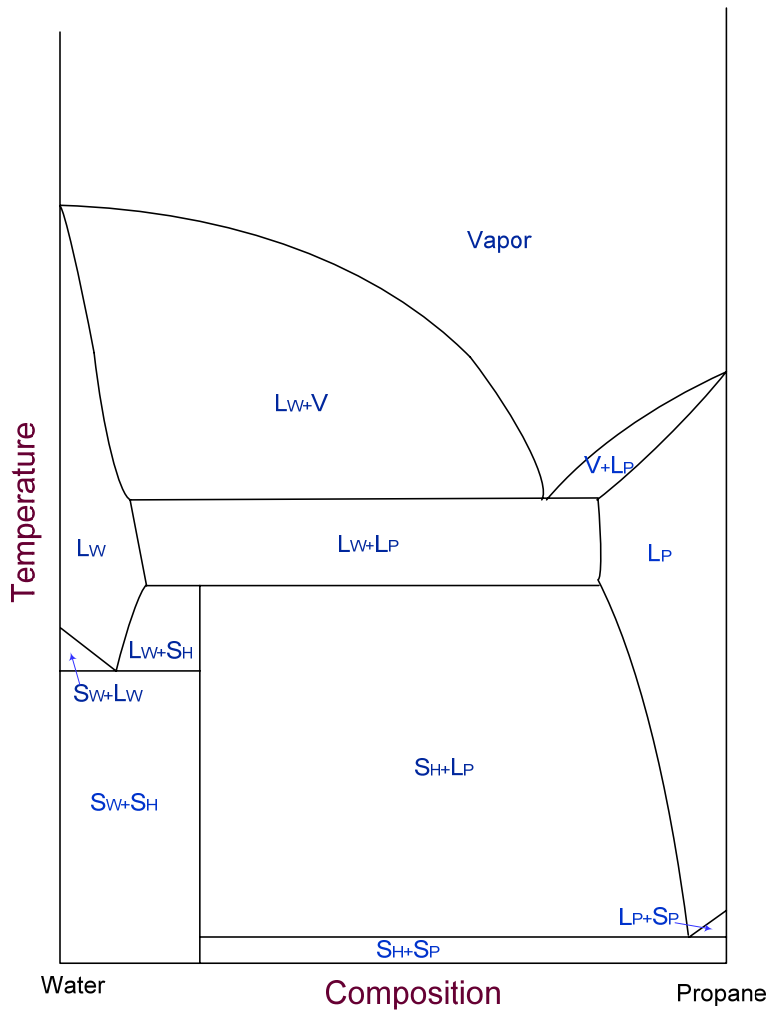 Vapor
LW+V
V+LP
Temperature
LW
LW+LP
LP
LW+SH
SW+LW
SH+LP
SW+SH
LP+SP
SH+SP
Water
Composition
Propane